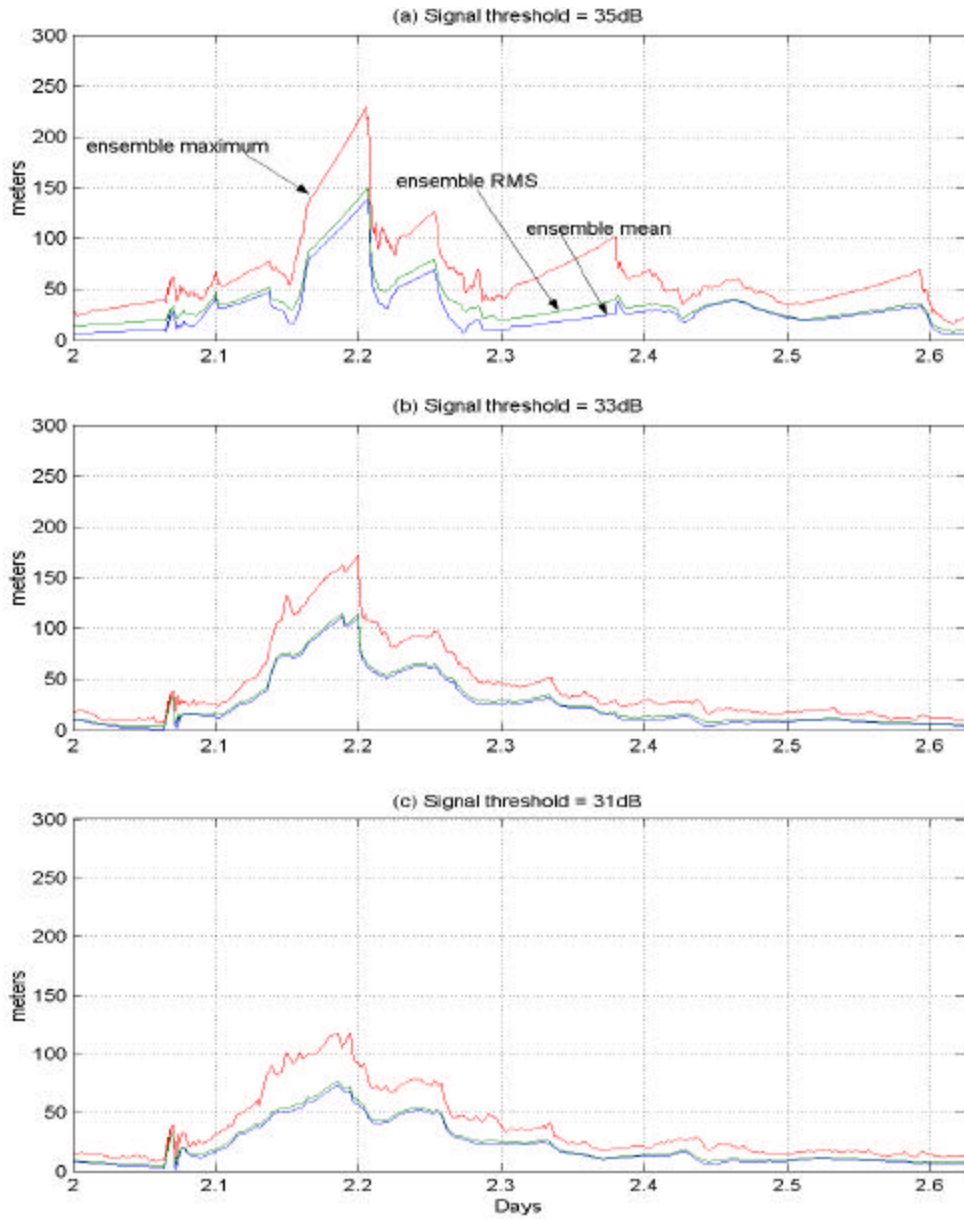 (a) Signal threshold = 35dB
300
250
200
150
100
50
0
meters
ensemble maximum
ensemble RMS
ensemble mean
2 2.1 2.2 2.3 2.4 2.5 2.6
(b) Signal threshold = 33dB
300
250
200
150
100
50
0
meters
2 2.1 2.2 2.3 2.4 2.5 2.6
(c) Signal threshold = 31dB
300
250
200
150
100
50
0
meters
2 2.1 2.2 2.3 2.4 2.5 2.6
Days